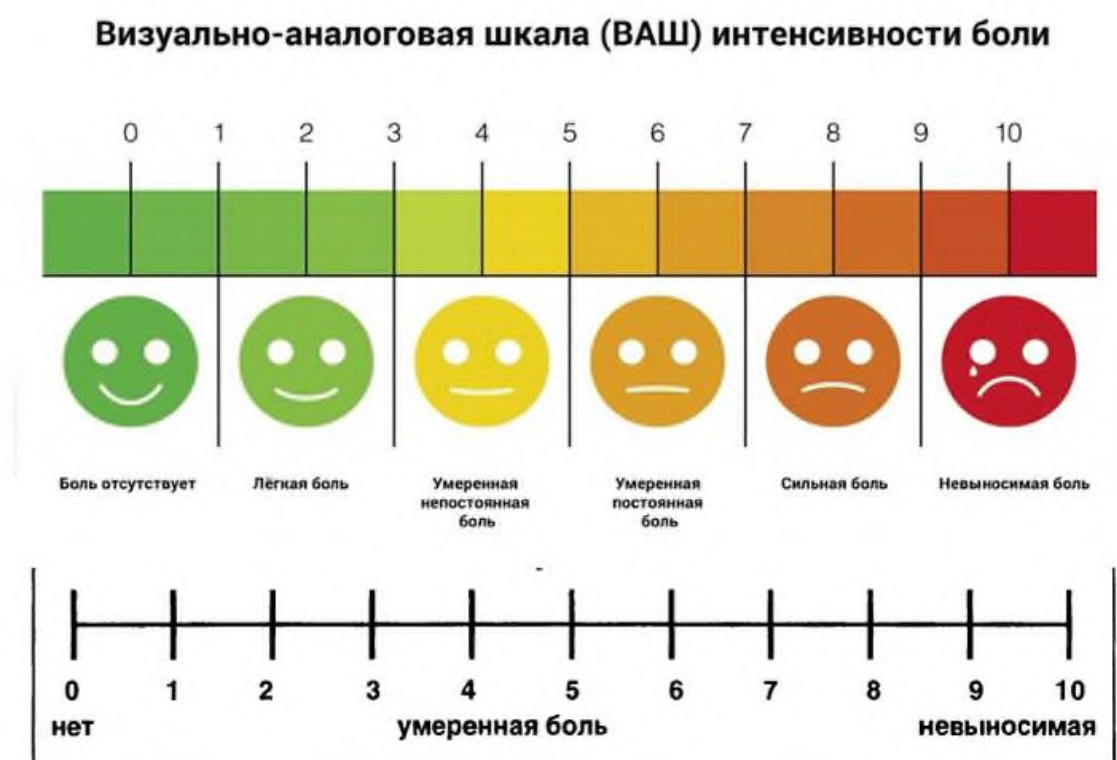 Визуально-аналоговая шкала (ВАШ) интенсивности боли
0 1 2 3 4 5 6 7 8 9 10
Боль отсутствует
Лёгкая боль
Умеренная
непостоянная
боль
Умеренная
постоянная
боль
Сильная боль
Невыносимая боль
0 1 2 3 4 5 6 7 8 9 10
нет умеренная боль невыносимая